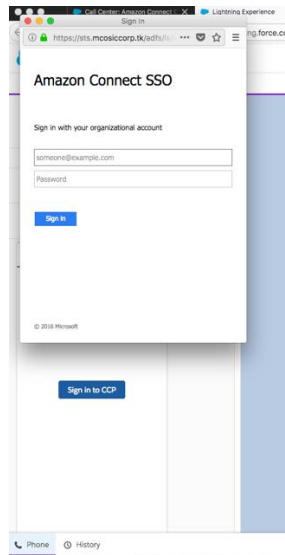 Call Center: Amazon Connect C
Lightning Experience
Sign In
https://sts.mcosiccorp.tk/adfs/ls
ng.force.co
Amazon Connect SSO
Sign in with your organizational account
someone@example.com
Password
Sign in
© 2016 Microsoft
Sign in to CCP
Phone
History